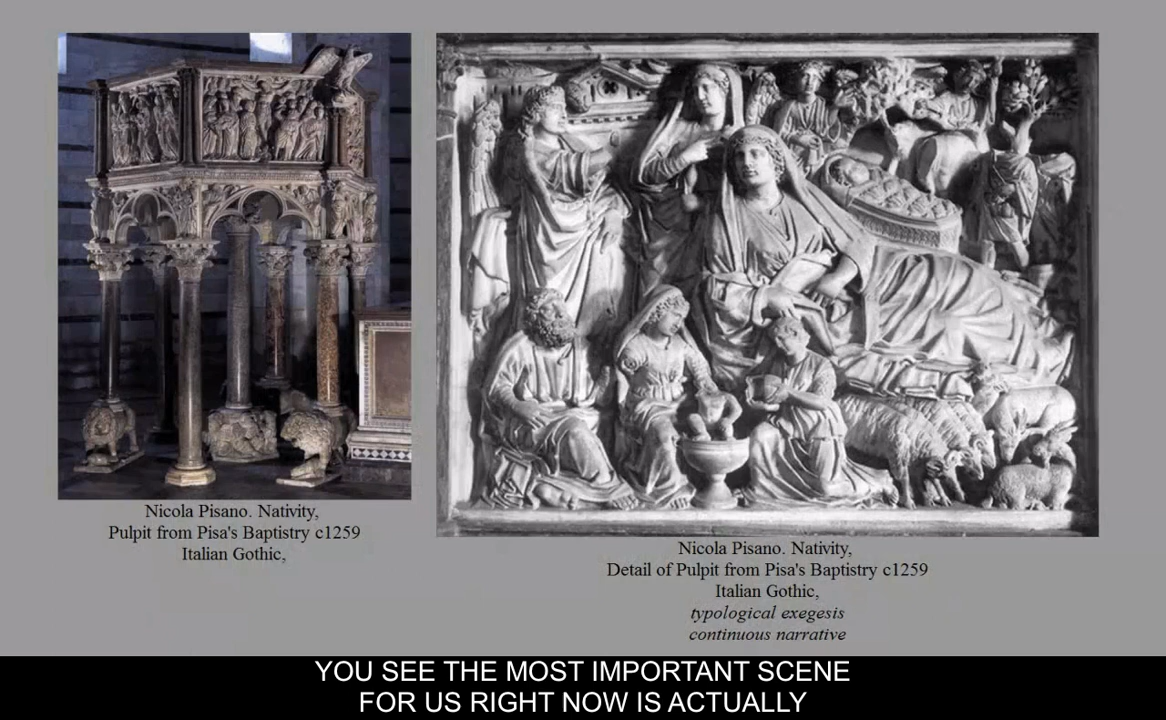 Nicola Pisano. Nativity,
Pulpit from Pisa's Baptistry c1259
Italian Gothic,
Nicola Pisano. Nativity,
Detail of Pulpit from Pisa's Baptistry c1259
Italian Gothic,
typological exegesis
continuous narrative
YOU SEE THE MOST IMPORTANT SCENE
FOR US RIGHT NOW IS ACTUALLY